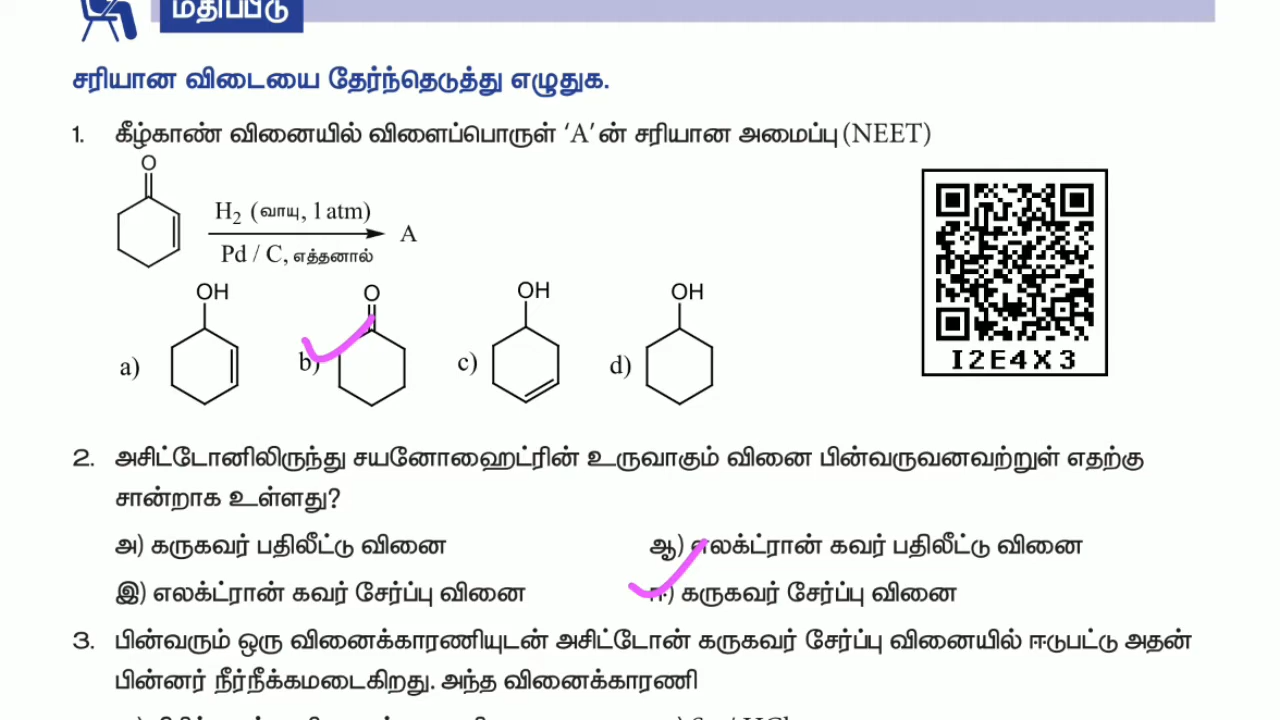 மதிப்பீடு
சரியான விடையை தேர்ந்தெடுத்து எழுதுக.
1. கீழ்காண் வினையில் விளைப்பொருள் ‘A’ ன் சரியான அமைப்பு (NEET)
O
H2 (வாயு, 1 atm)
A
Pd / C, எத்தனால்
OH O OH OH
a) b) c) d)
I2E4X3
2. அசிட்டோனிலிருந்து சயனோஹைட்ரின் உருவாகும் வினை பின்வருவனவற்றுள் எதற்கு
சான்றாக உள்ளது?
அ) கருகவர் பதிலீட்டு வினை ஆ) எலக்ட்ரான் கவர் பதிலீட்டு வினை
இ) எலக்ட்ரான் கவர் சேர்ப்பு வினை ஈ) கருகவர் சேர்ப்பு வினை
3. பின்வரும் ஒரு வினைக்காரணியுடன் அசிட்டோன் கருகவர் சேர்ப்பு வினையில் ஈடுபட்டு அதன்
பின்னர் நீர்நீக்கமடைகிறது. அந்த வினைக்காரணி